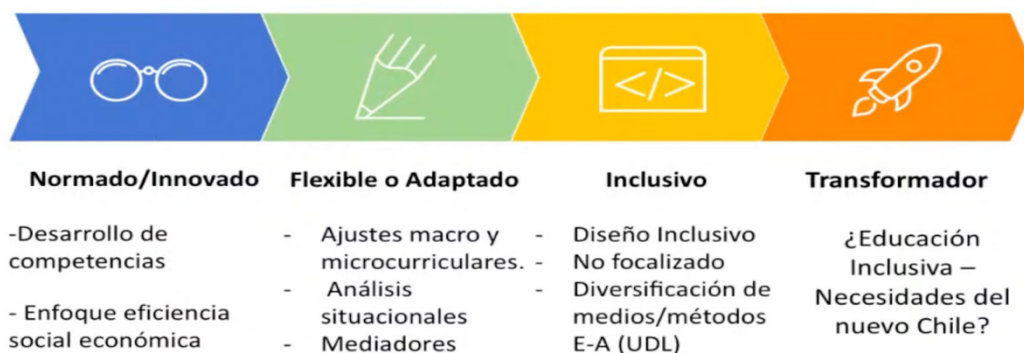 Normado/Innovado
-Desarrollo de
competencias
- Enfoque eficiencia
social económica
Flexible o Adaptado
- Ajustes macro y
microcurriculares.
- Análisis
situacionales
- Mediadores
Inclusivo
- Diseño Inclusivo
- No focalizado
- Diversificación de
medios/métodos
E-A (UDL)
Transformador
¿Educación
Inclusiva –
Necesidades del
nuevo Chile?